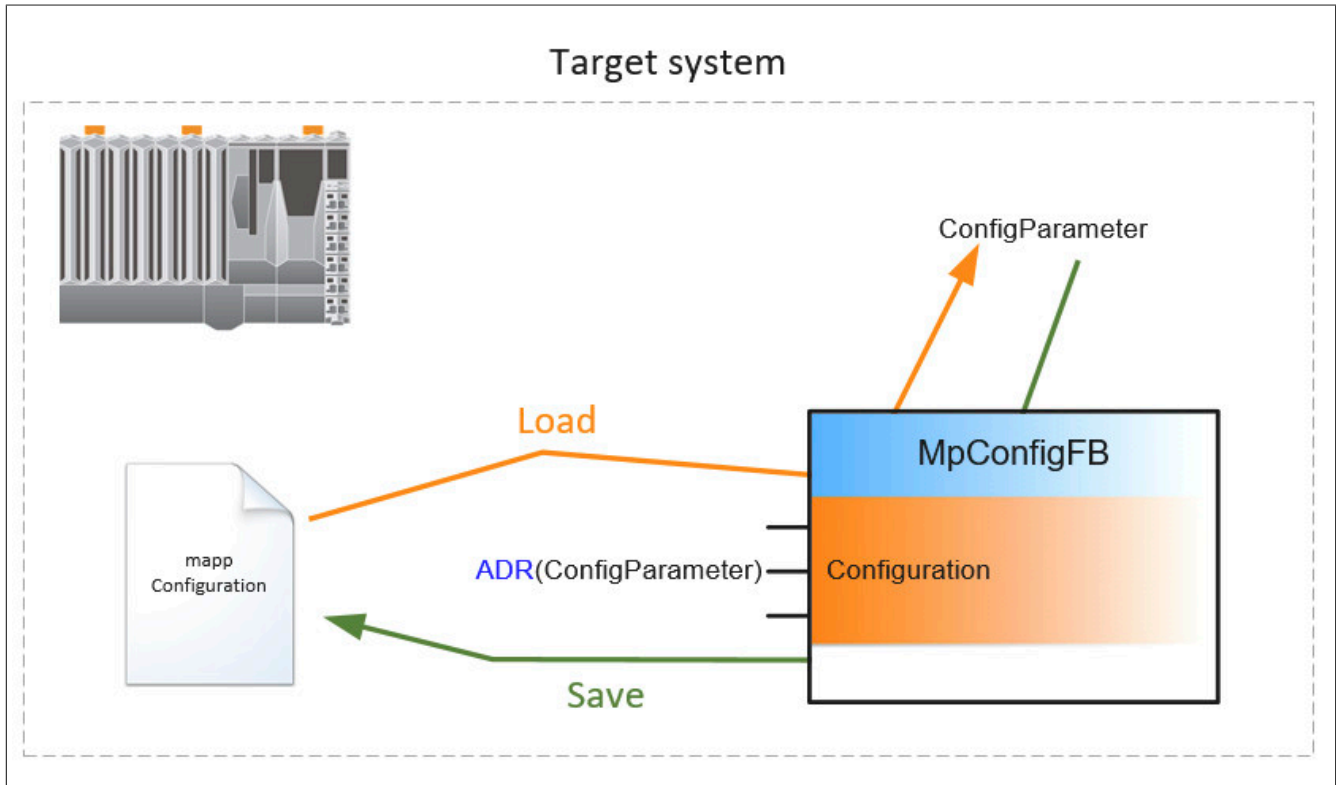 Target system
ConfigParameter
Load
MpConfigFB
mapp
Configuration
ADR(ConfigParameter)
Configuration
Save